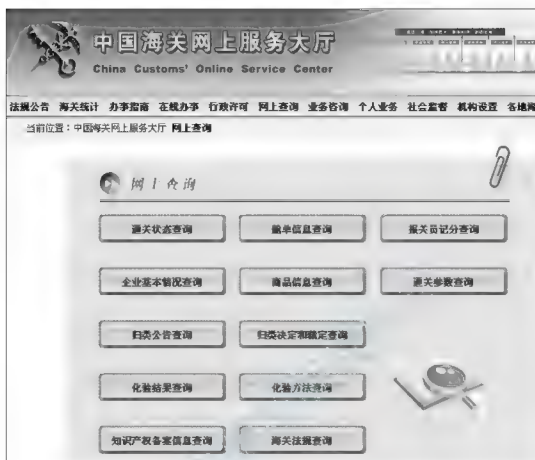 中国海关网上服务大厅
China Customs' Online Service Center
法规公告 海关统计 办事指南 在线办事 行政许可 网上查询 业务咨询 个人业务 社会监督 机构设置 各地海
当前位置：中国海关网上服务大厅 网上查询
网上查询
通关状态查询 舱单信息查询 报关员记分查询
企业基本情况查询 商品信息查询 通关参数查询
归类公告查询 归类决定和裁定查询
化验结果查询 化验方法查询
知识产权备案信息查询 海关法规查询